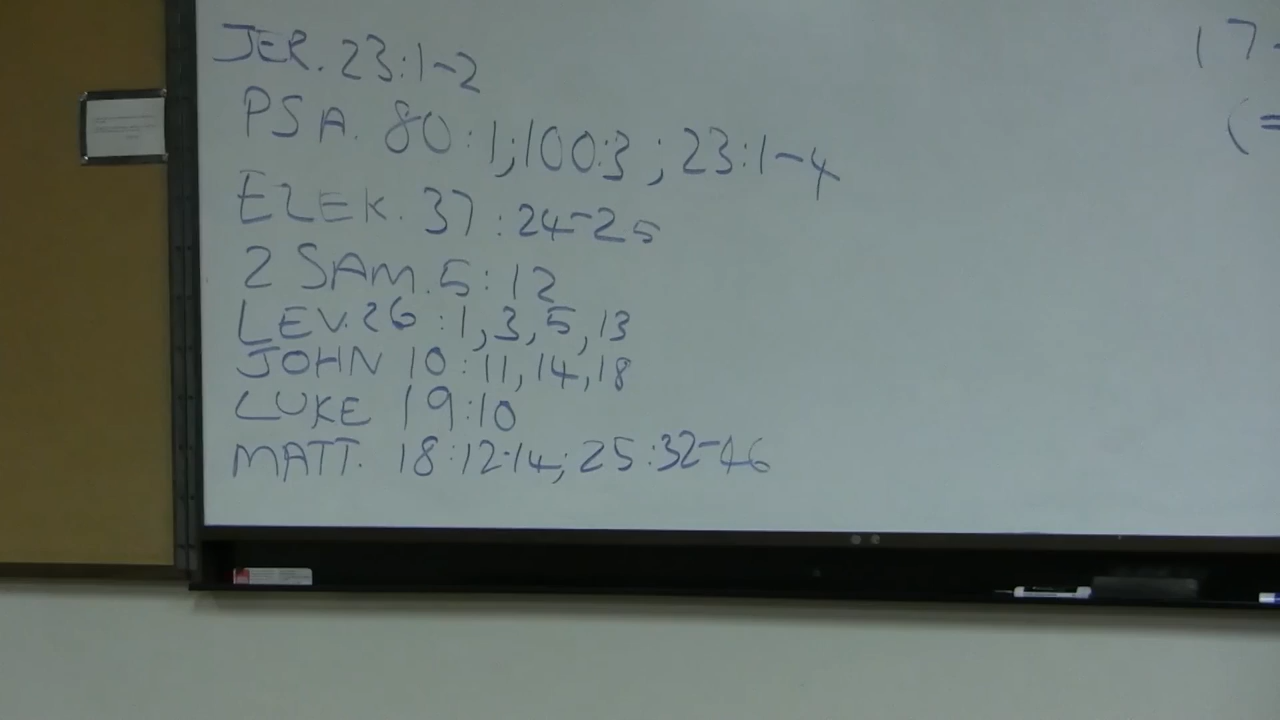 JER. 23:1-2
PSA. 80:1;100:3; 23:1-4
EZEK. 37:24-25
2 SAM. 5:12
LEV. 26:1,3,5,13
JOHN 10:11,14,18
LUKE 19:10
MATT. 18:12-14; 25:32-46
17-
(=